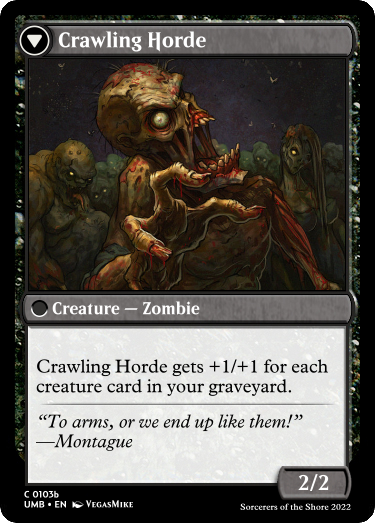 Crawling Horde
Creature — Zombie
Crawling Horde gets +1/+1 for each
creature card in your graveyard.
“To arms, or we end up like them!”
—Montague
2/2
C 0103b
UMB • EN VegasMike
Sorcerers of the Shore 2022